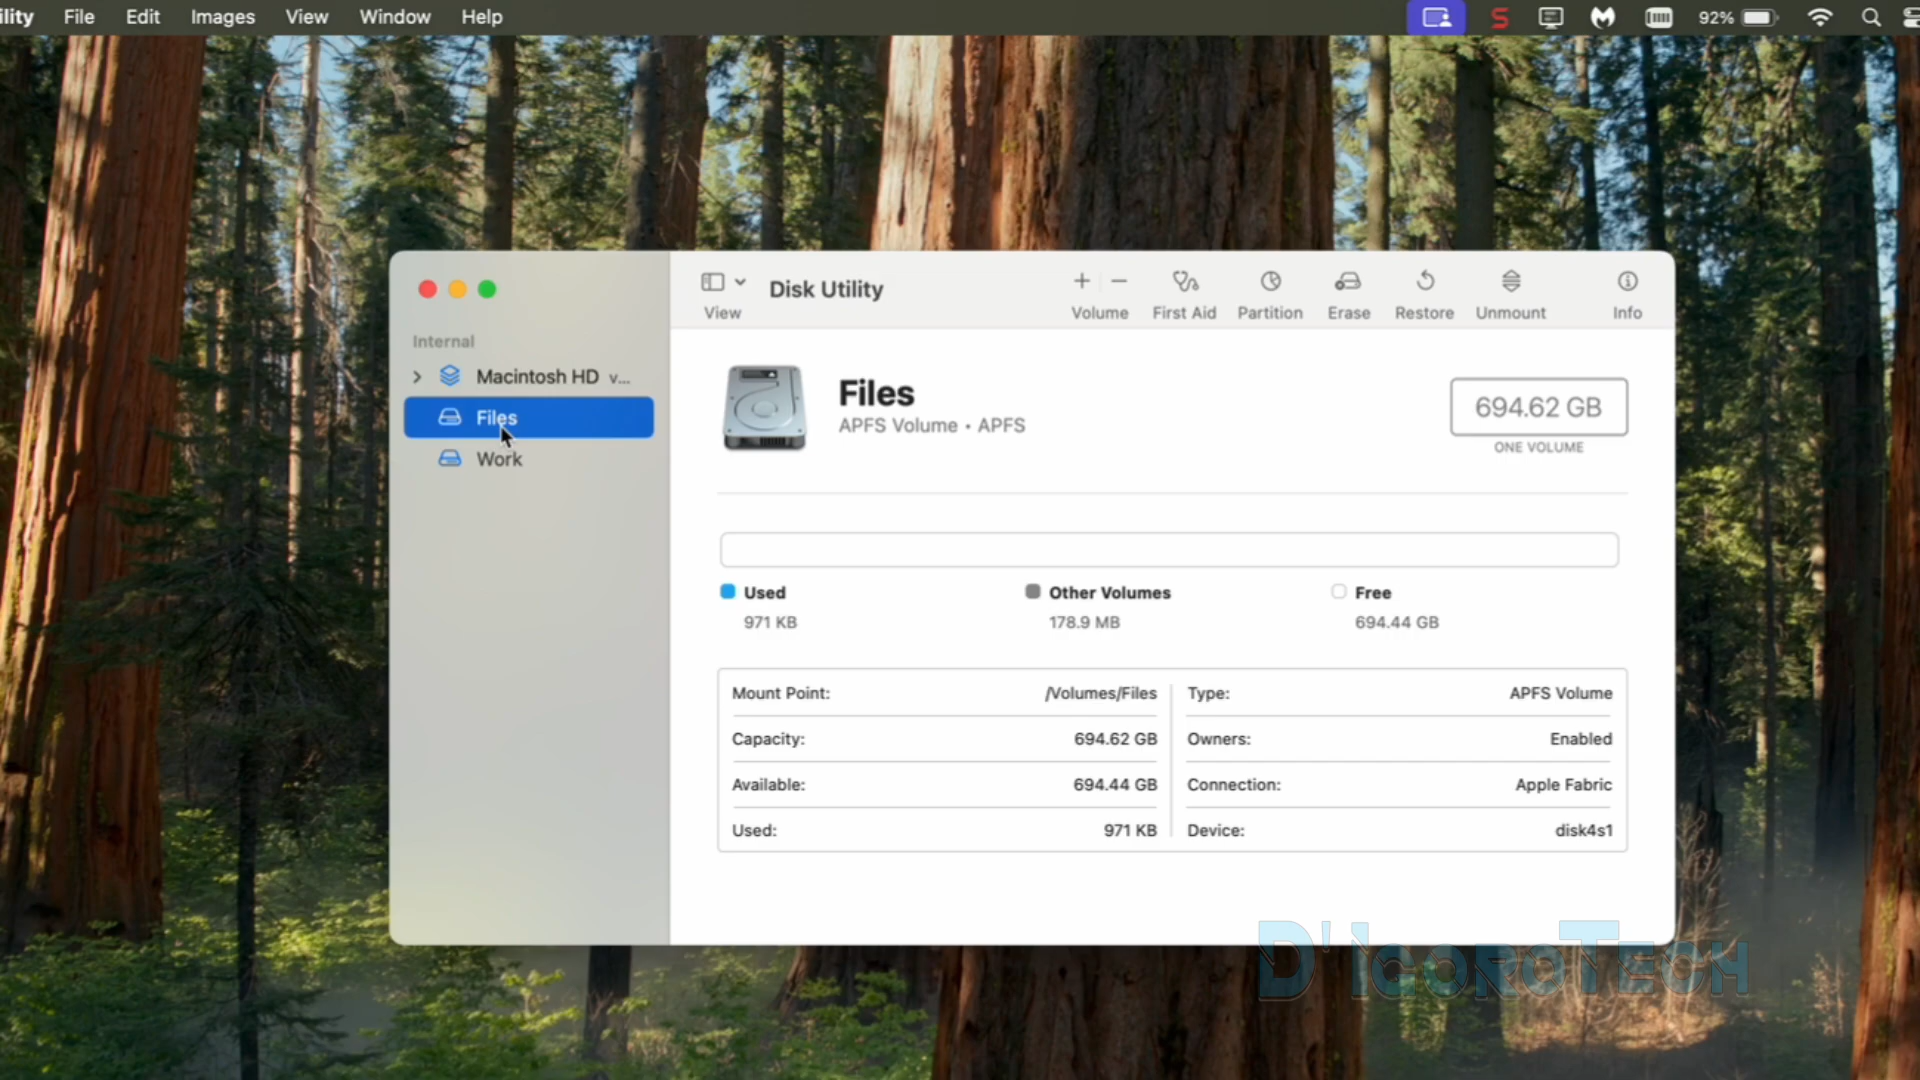 ility File Edit Images View Window Help
92%
View
Disk Utility
Volume First Aid Partition Erase Restore Unmount Info
Internal
Macintosh HD v...
Files
Work
Files
APFS Volume • APFS
694.62 GB
ONE VOLUME
Used
971 KB
Other Volumes
178.9 MB
Free
694.44 GB
Mount Point: /Volumes/Files
Capacity: 694.62 GB
Available: 694.44 GB
Used: 971 KB
Type: APFS Volume
Owners: Enabled
Connection: Apple Fabric
Device: disk4s1
D'IGOROTECH